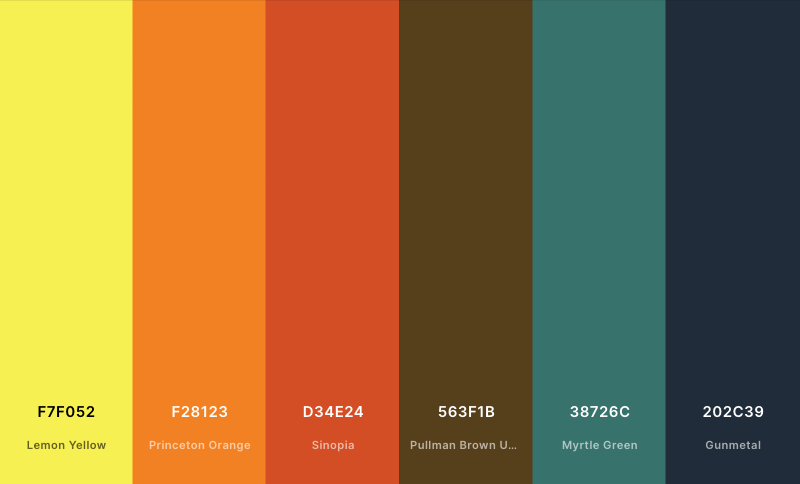 F7F052
F28123
D34E24
563F1B
38726C
202C39
Lemon Yellow
Princeton Orange
Sinopia
Pullman Brown U...
Myrtle Green
Gunmetal